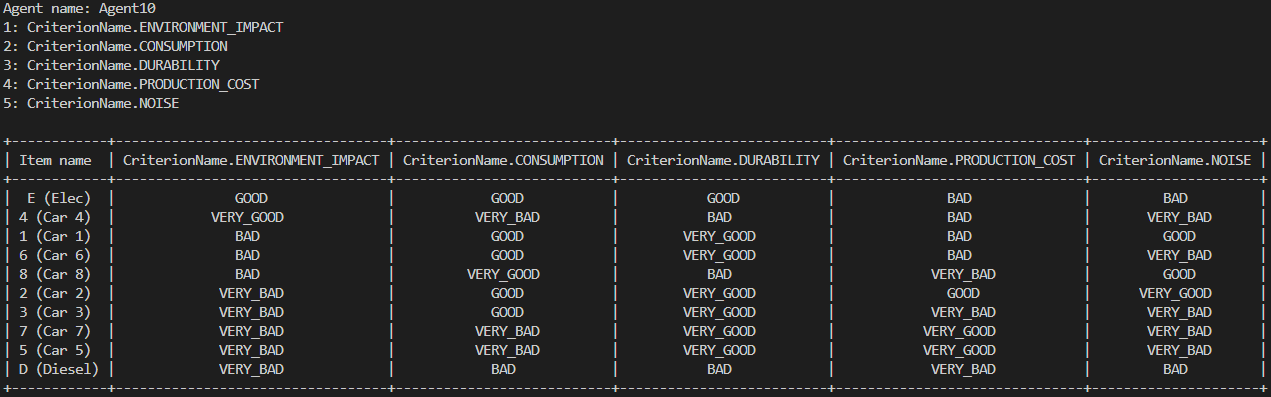 Agent name: Agent10
1: CriterionName.ENVIRONMENT_IMPACT
2: CriterionName.CONSUMPTION
3: CriterionName.DURABILITY
4: CriterionName.PRODUCTION_COST
5: CriterionName.NOISE
| Item name | CriterionName.ENVIRONMENT_IMPACT | CriterionName.CONSUMPTION | CriterionName.DURABILITY | CriterionName.PRODUCTION_COST | CriterionName.NOISE |
| E (Elec) | GOOD | GOOD | GOOD | BAD | BAD |
| 4 (Car 4) | VERY_GOOD | VERY_BAD | BAD | BAD | VERY_BAD |
| 1 (Car 1) | BAD | GOOD | VERY_GOOD | BAD | GOOD |
| 6 (Car 6) | BAD | GOOD | VERY_GOOD | BAD | VERY_BAD |
| 8 (Car 8) | BAD | VERY_GOOD | BAD | VERY_BAD | GOOD |
| 2 (Car 2) | VERY_BAD | GOOD | VERY_GOOD | GOOD | VERY_GOOD |
| 3 (Car 3) | VERY_BAD | GOOD | VERY_GOOD | VERY_BAD | VERY_BAD |
| 7 (Car 7) | VERY_BAD | VERY_BAD | VERY_GOOD | VERY_GOOD | VERY_BAD |
| 5 (Car 5) | VERY_BAD | VERY_BAD | VERY_GOOD | VERY_GOOD | VERY_BAD |
| D (Diesel) | VERY_BAD | BAD | BAD | VERY_BAD | BAD |